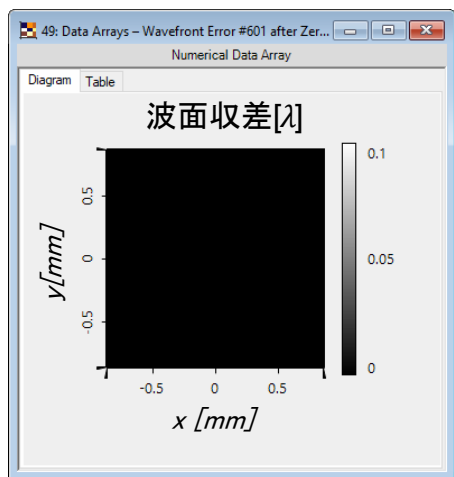 49: Data Arrays – Wavefront Error #601 after Zer...
Numerical Data Array
Diagram Table
波面収差[λ]
0.1
0.05
0
y[mm]
0.5
0
-0.5
-0.5 0 0.5
x [mm]